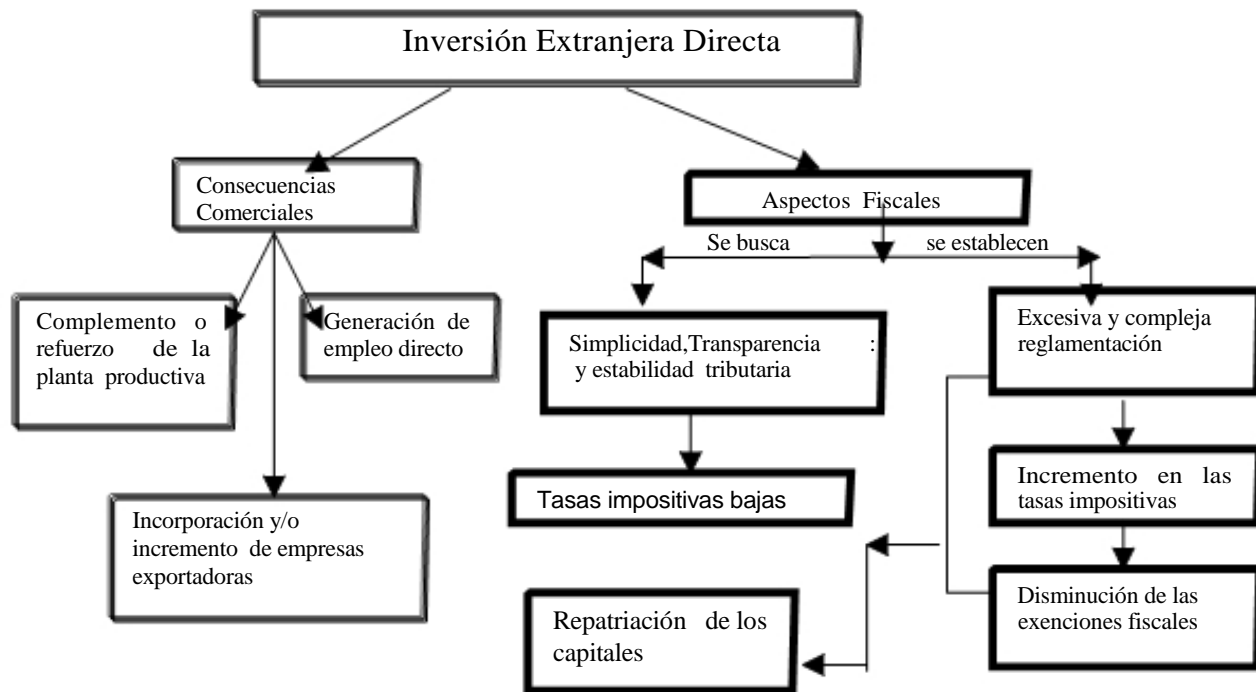 Inversión Extranjera Directa
Consecuencias
Comerciales
Aspectos Fiscales
Se busca
se establecen
Complemento o
refuerzo de la
planta productiva
Generación de
empleo directo
Simplicidad,Transparencia :
y estabilidad tributaria
Excesiva y compleja
reglamentación
Tasas impositivas bajas
Incremento en las
tasas impositivas
Incorporación y/o
incremento de empresas
exportadoras
Repatriación de los
capitales
Disminución de las
exenciones fiscales